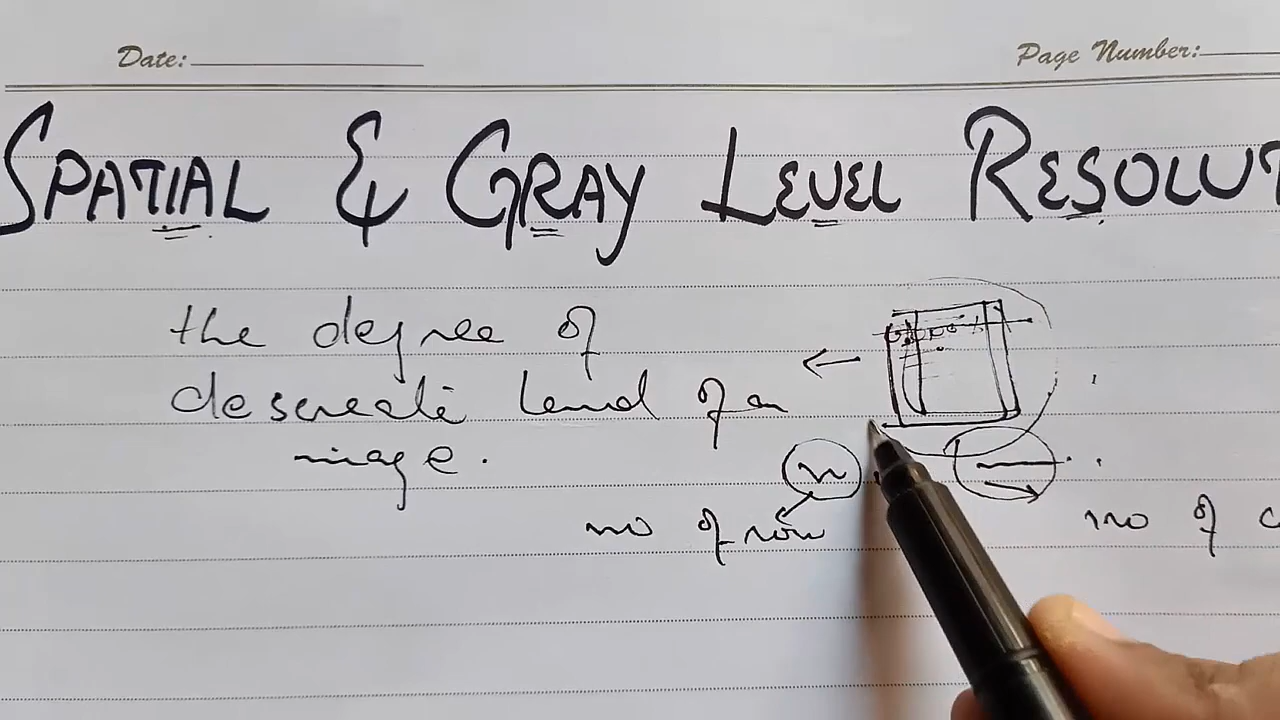 Date: Page Number:
SPATIAL & GRAY LEVEL RESOLUT
the degree of
descreate level of an
image.
n
no of row no of c